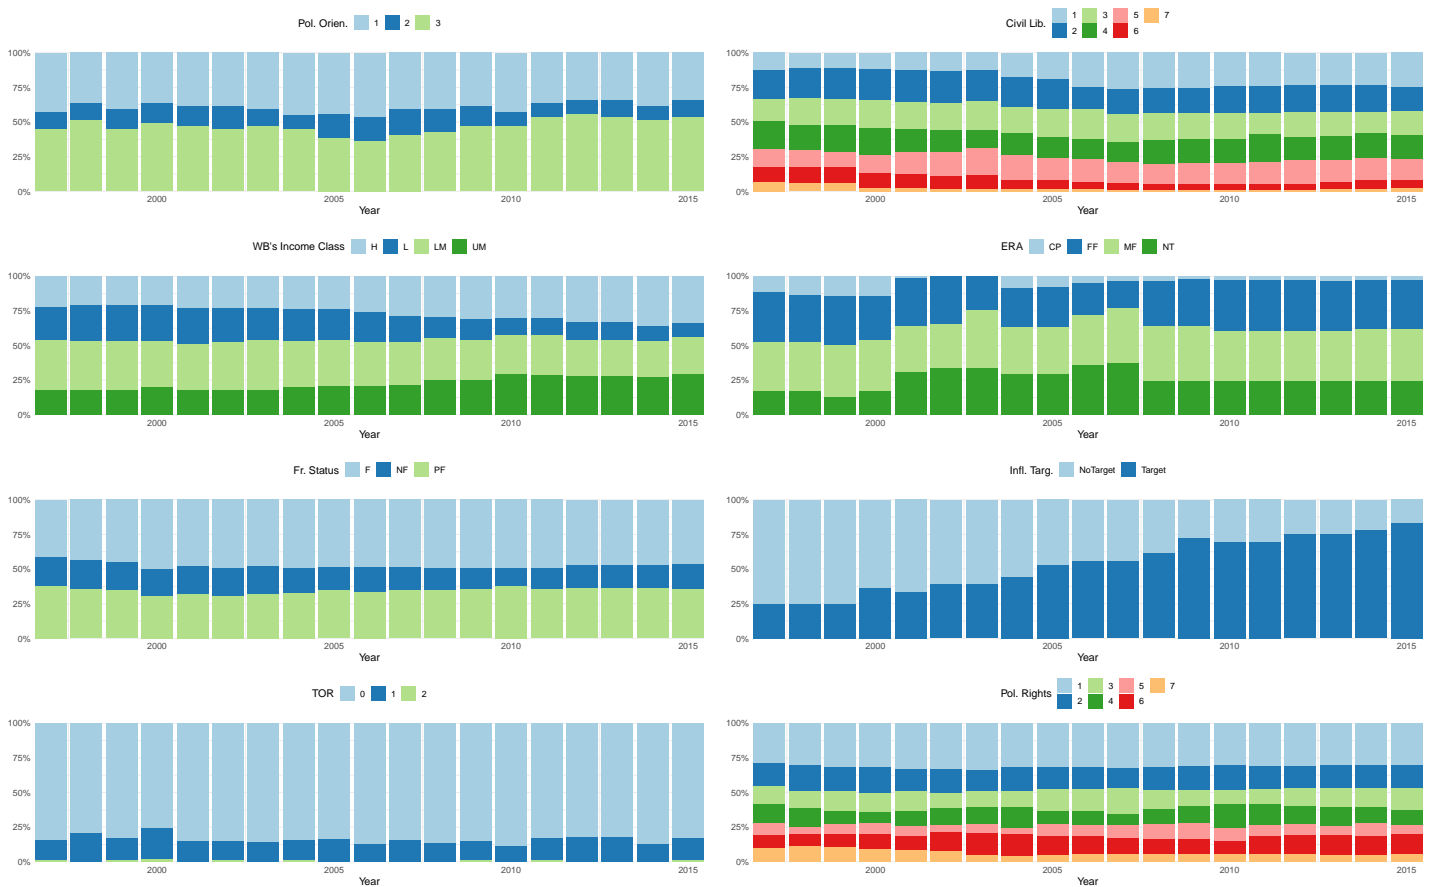 Pol. Orien. 1 2 3
100%
75%
50%
25%
0%
2000 2005 2010 2015
Year
Civil Lib. 1 3 5 7
2 4 6
100%
75%
50%
25%
0%
2000 2005 2010 2015
Year
WB's Income Class H L LM UM
100%
75%
50%
25%
0%
2000 2005 2010 2015
Year
ERA CP FF MF NT
100%
75%
50%
25%
0%
2000 2005 2010 2015
Year
Fr. Status F NF PF
100%
75%
50%
25%
0%
2000 2005 2010 2015
Year
Infl. Targ. NoTarget Target
100%
75%
50%
25%
0%
2000 2005 2010 2015
Year
TOR 0 1 2
100%
75%
50%
25%
0%
2000 2005 2010 2015
Year
Pol. Rights 1 3 5 7
2 4 6
100%
75%
50%
25%
0%
2000 2005 2010 2015
Year